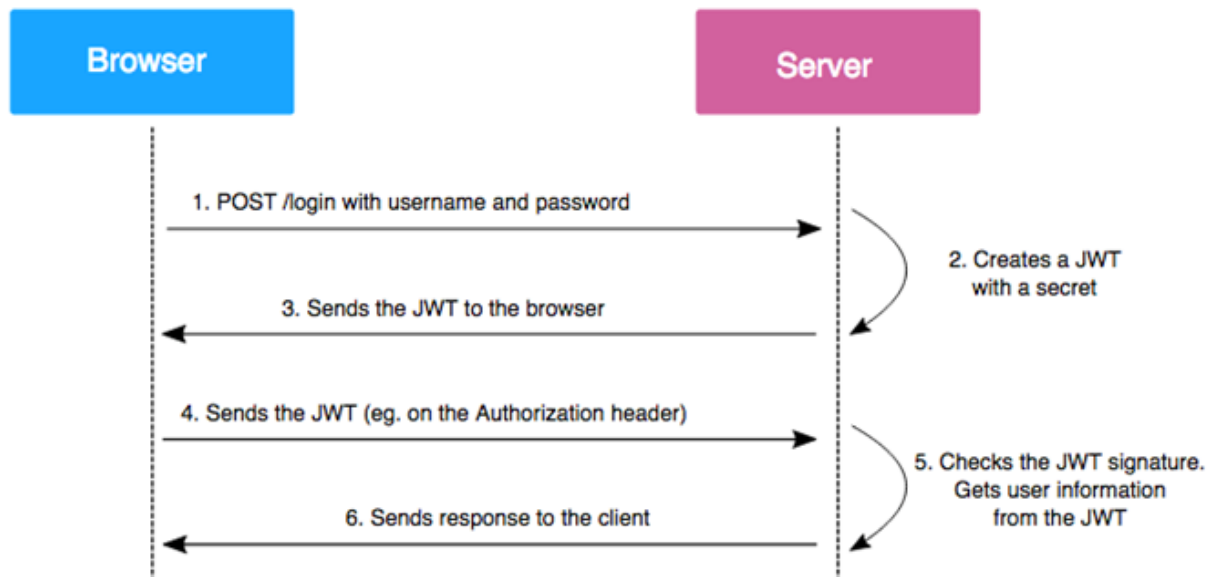 Browser
Server
1. POST /login with username and password
2. Creates a JWT
with a secret
3. Sends the JWT to the browser
4. Sends the JWT (eg. on the Authorization header)
5. Checks the JWT signature.
Gets user information
from the JWT
6. Sends response to the client